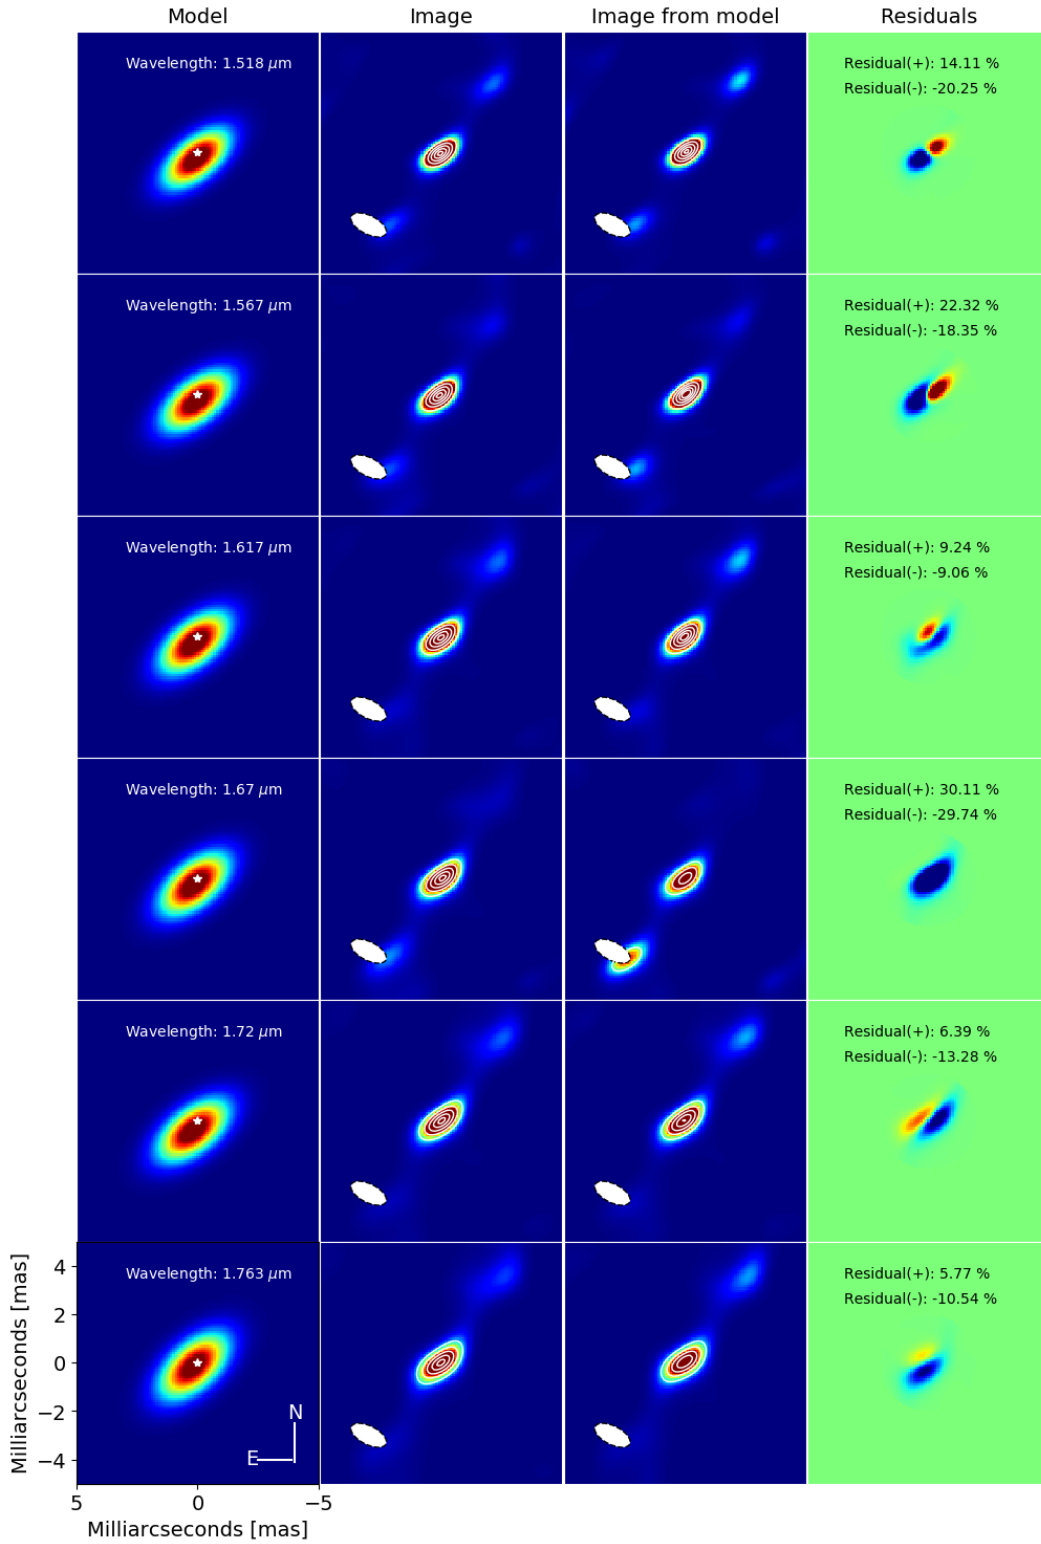 Model Image Image from model Residuals
Wavelength: 1.518 μm
Residual(+): 14.11 %
Residual(-): -20.25 %
Wavelength: 1.567 μm
Residual(+): 22.32 %
Residual(-): -18.35 %
Wavelength: 1.617 μm
Residual(+): 9.24 %
Residual(-): -9.06 %
Wavelength: 1.67 μm
Residual(+): 30.11 %
Residual(-): -29.74 %
Wavelength: 1.72 μm
Residual(+): 6.39 %
Residual(-): -13.28 %
Wavelength: 1.763 μm
Residual(+): 5.77 %
Residual(-): -10.54 %
4
2
0
−2
−4
Milliarcseconds [mas]
N
E
5 0 −5
Milliarcseconds [mas]